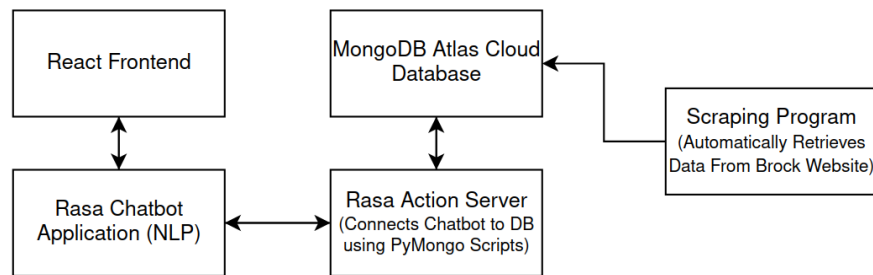 React Frontend
MongoDB Atlas Cloud
Database
Scraping Program
(Automatically Retrieves
Data From Brock Website)
Rasa Chatbot
Application (NLP)
Rasa Action Server
(Connects Chatbot to DB
using PyMongo Scripts)